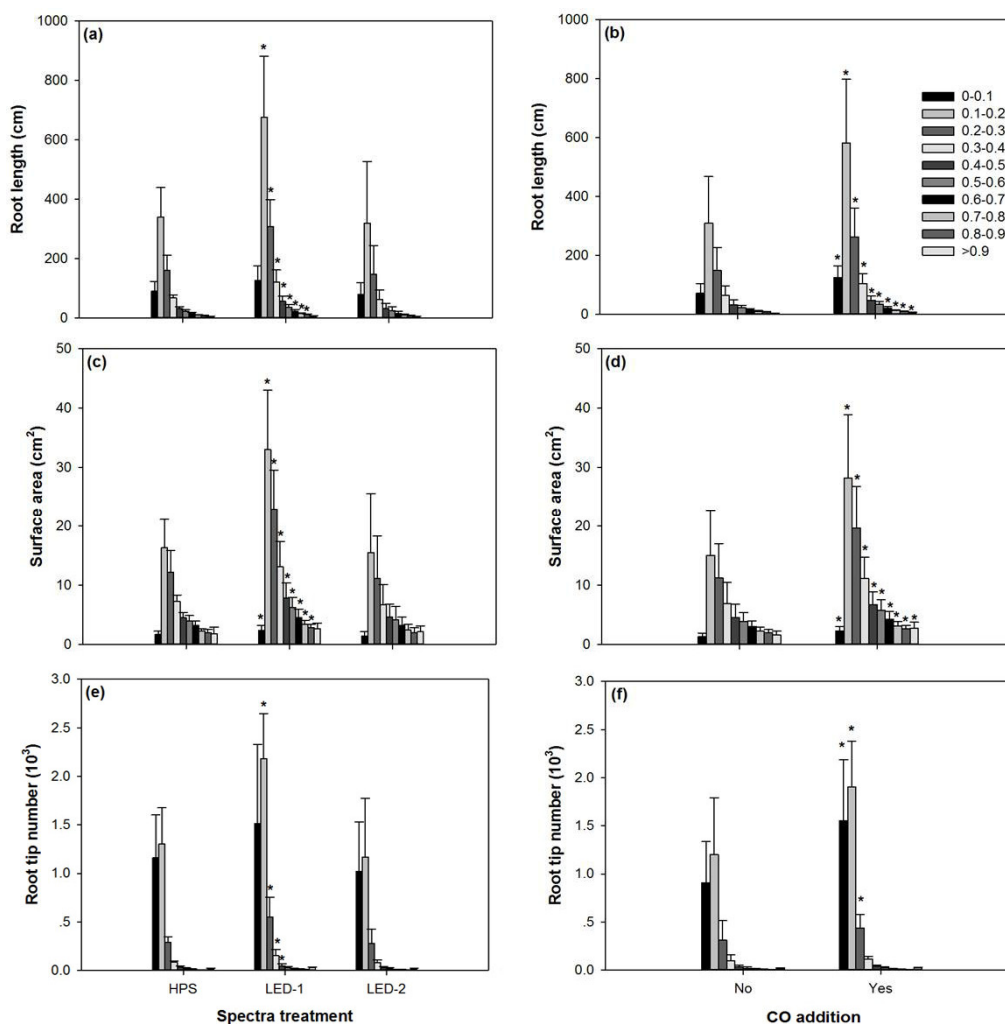 (a)
Root length (cm)
1000
800
600
400
200
0
* * * * * * * *
(b)
Root length (cm)
1000
800
600
400
200
0
* * * * * * * * * *
0-0.1
0.1-0.2
0.2-0.3
0.3-0.4
0.4-0.5
0.5-0.6
0.6-0.7
0.7-0.8
0.8-0.9
>0.9
(c)
Surface area (cm²)
50
40
30
20
10
0
* * * * * * * * *
(d)
Surface area (cm²)
50
40
30
20
10
0
* * * * * * * * * *
(e)
Root tip number (10³)
3.0
2.5
2.0
1.5
1.0
.5
0.0
* * * *
HPS LED-1 LED-2
Spectra treatment
(f)
Root tip number (10³)
3.0
2.5
2.0
1.5
1.0
.5
0.0
* * *
No Yes
CO addition